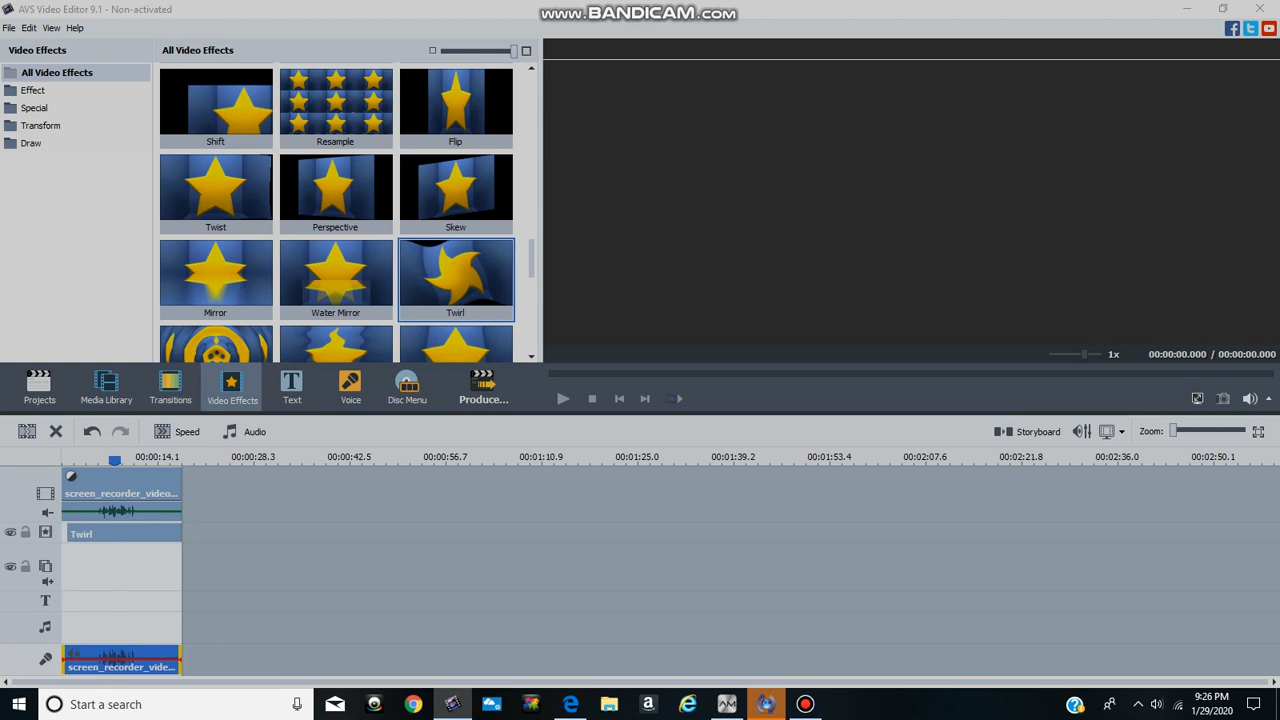 AVS Video Editor 9.1 - Non-activated
www.BANDICAM.com
File Edit View Help
Video Effects
All Video Effects
All Video Effects
Effect
Special
Transform
Draw
Shift Resample Flip
Twist Perspective Skew
Mirror Water Mirror Twirl
1x 00:00:00.000 / 00:00:00.000
Projects Media Library Transitions Video Effects Text Voice Disc Menu Produce...
Speed Audio Storyboard Zoom:
00:00:14.1 00:00:28.3 00:00:42.5 00:00:56.7 00:01:10.9 00:01:25.0 00:01:39.2 00:01:53.4 00:02:07.6 00:02:21.8 00:02:36.0 00:02:50.1
screen_recorder_video...
Twirl
T
screen_recorder_vide...
Start a search
9:26 PM
1/29/2020